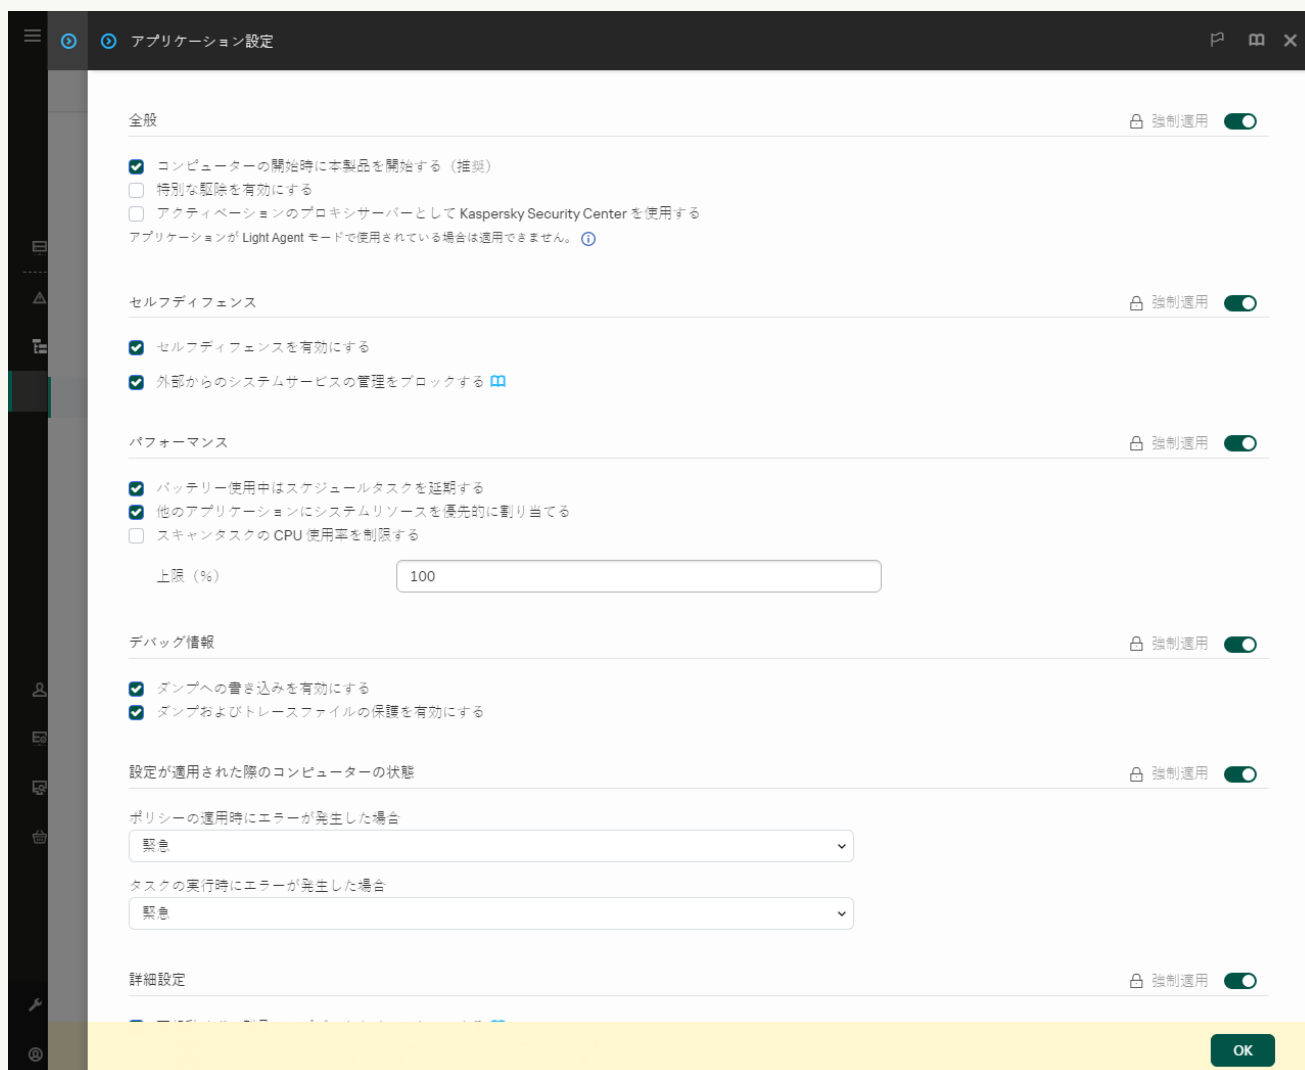 アプリケーション設定
全般
強制適用
コンピューターの開始時に本製品を開始する（推奨）
特別な駆除を有効にする
アクティベーションのプロキシサーバーとして Kaspersky Security Center を使用する
アプリケーションが Light Agent モードで使用されている場合は適用できません。
セルフディフェンス
強制適用
セルフディフェンスを有効にする
外部からのシステムサービスの管理をブロックする
パフォーマンス
強制適用
バッテリー使用中はスケジュールタスクを延期する
他のアプリケーションにシステムリソースを優先的に割り当てる
スキャンタスクの CPU 使用率を制限する
上限（%）
100
デバッグ情報
強制適用
ダンプへの書き込みを有効にする
ダンプおよびトレースファイルの保護を有効にする
設定が適用された際のコンピューターの状態
強制適用
ポリシーの適用時にエラーが発生した場合
緊急
タスクの実行時にエラーが発生した場合
緊急
詳細設定
強制適用
OK